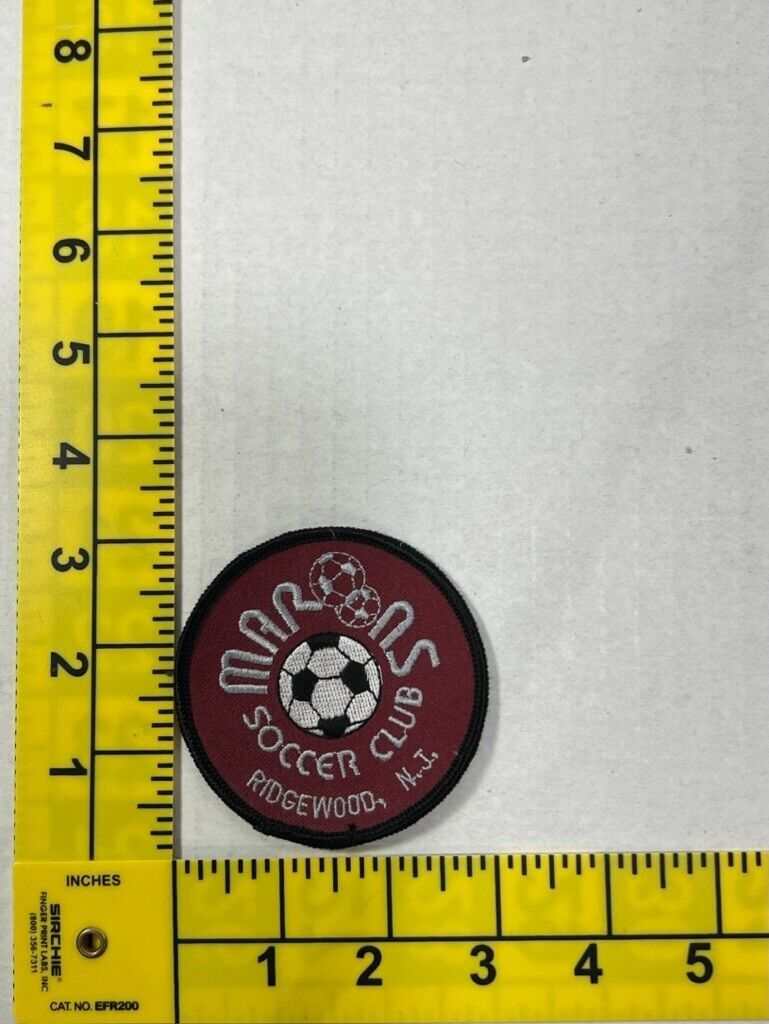 8
7
6
5
4
3
2
1
MAROONS
SOCCER CLUB
RIDGEWOOD, N.J.
INCHES
SIRCHIE
FINGER PRINT LABS, INC
(800) 356-7311
CAT. NO. EFR200
1 2 3 4 5